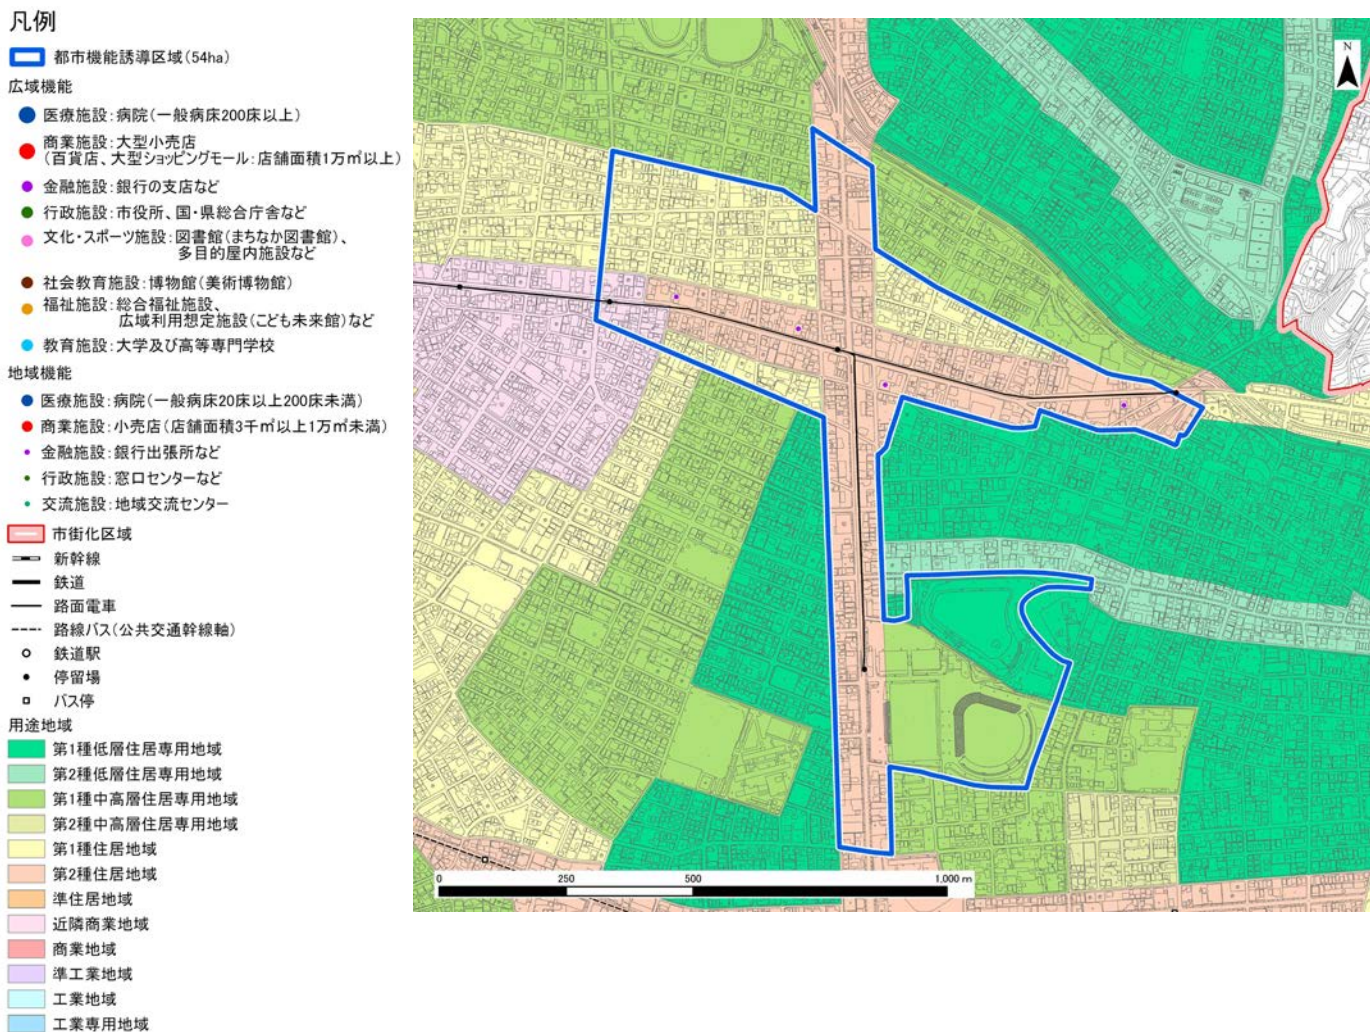 凡例
都市機能誘導区域(54ha)
広域機能
医療施設:病院(一般病床200床以上)
商業施設:大型小売店
(百貨店、大型ショッピングモール:店舗面積1万㎡以上)
金融施設:銀行の支店など
行政施設:市役所、国・県総合庁舎など
文化・スポーツ施設:図書館(まちなか図書館)、
多目的屋内施設など
社会教育施設:博物館(美術博物館)
福祉施設:総合福祉施設、
広域利用想定施設(こども未来館)など
教育施設:大学及び高等専門学校
地域機能
医療施設:病院(一般病床20床以上200床未満)
商業施設:小売店(店舗面積3千㎡以上1万㎡未満)
金融施設:銀行出張所など
行政施設:窓口センターなど
交流施設:地域交流センター
市街化区域
新幹線
鉄道
路面電車
路線バス(公共交通幹線軸)
鉄道駅
停留場
バス停
用途地域
第1種低層住居専用地域
第2種低層住居専用地域
第1種中高層住居専用地域
第2種中高層住居専用地域
第1種住居地域
第2種住居地域
準住居地域
近隣商業地域
商業地域
準工業地域
工業地域
工業専用地域
N
0 250 500 1,000 m